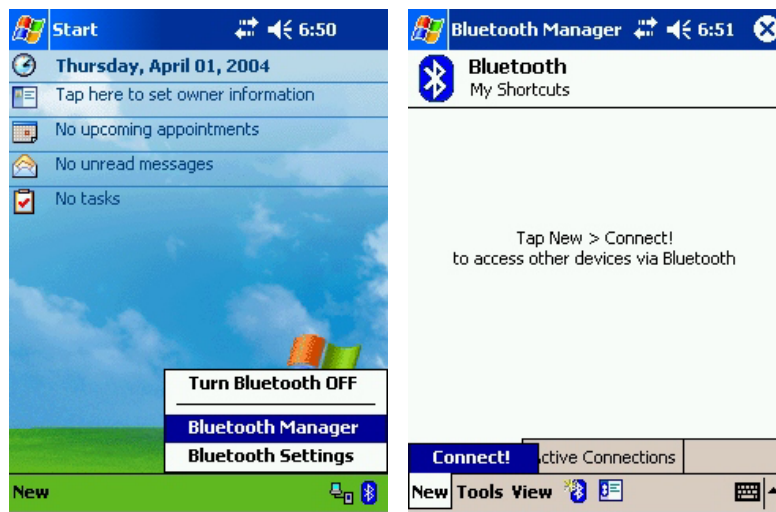 Start 6:50
Thursday, April 01, 2004
Tap here to set owner information
No upcoming appointments
No unread messages
No tasks
Turn Bluetooth OFF
Bluetooth Manager
Bluetooth Settings
New
Bluetooth Manager 6:51
Bluetooth
My Shortcuts
Tap New > Connect!
to access other devices via Bluetooth
Connect! ctive Connections
New Tools View